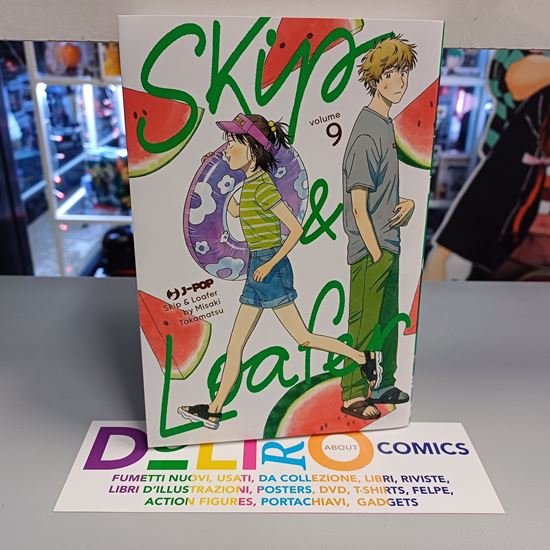 Skip
volume
9
&
J-POP
Skip & Loafer
by Misaki
Takamatsu
Loafer
DeLIRO ABOUT COMICS
FUMETTI NUOVI, USATI, DA COLLEZIONE, LIBRI, RIVISTE,
LIBRI D'ILLUSTRAZIONI, POSTERS, DVD, T-SHIRTS, FELPE,
ACTION FIGURES, PORTACHIAVI, GADGETS